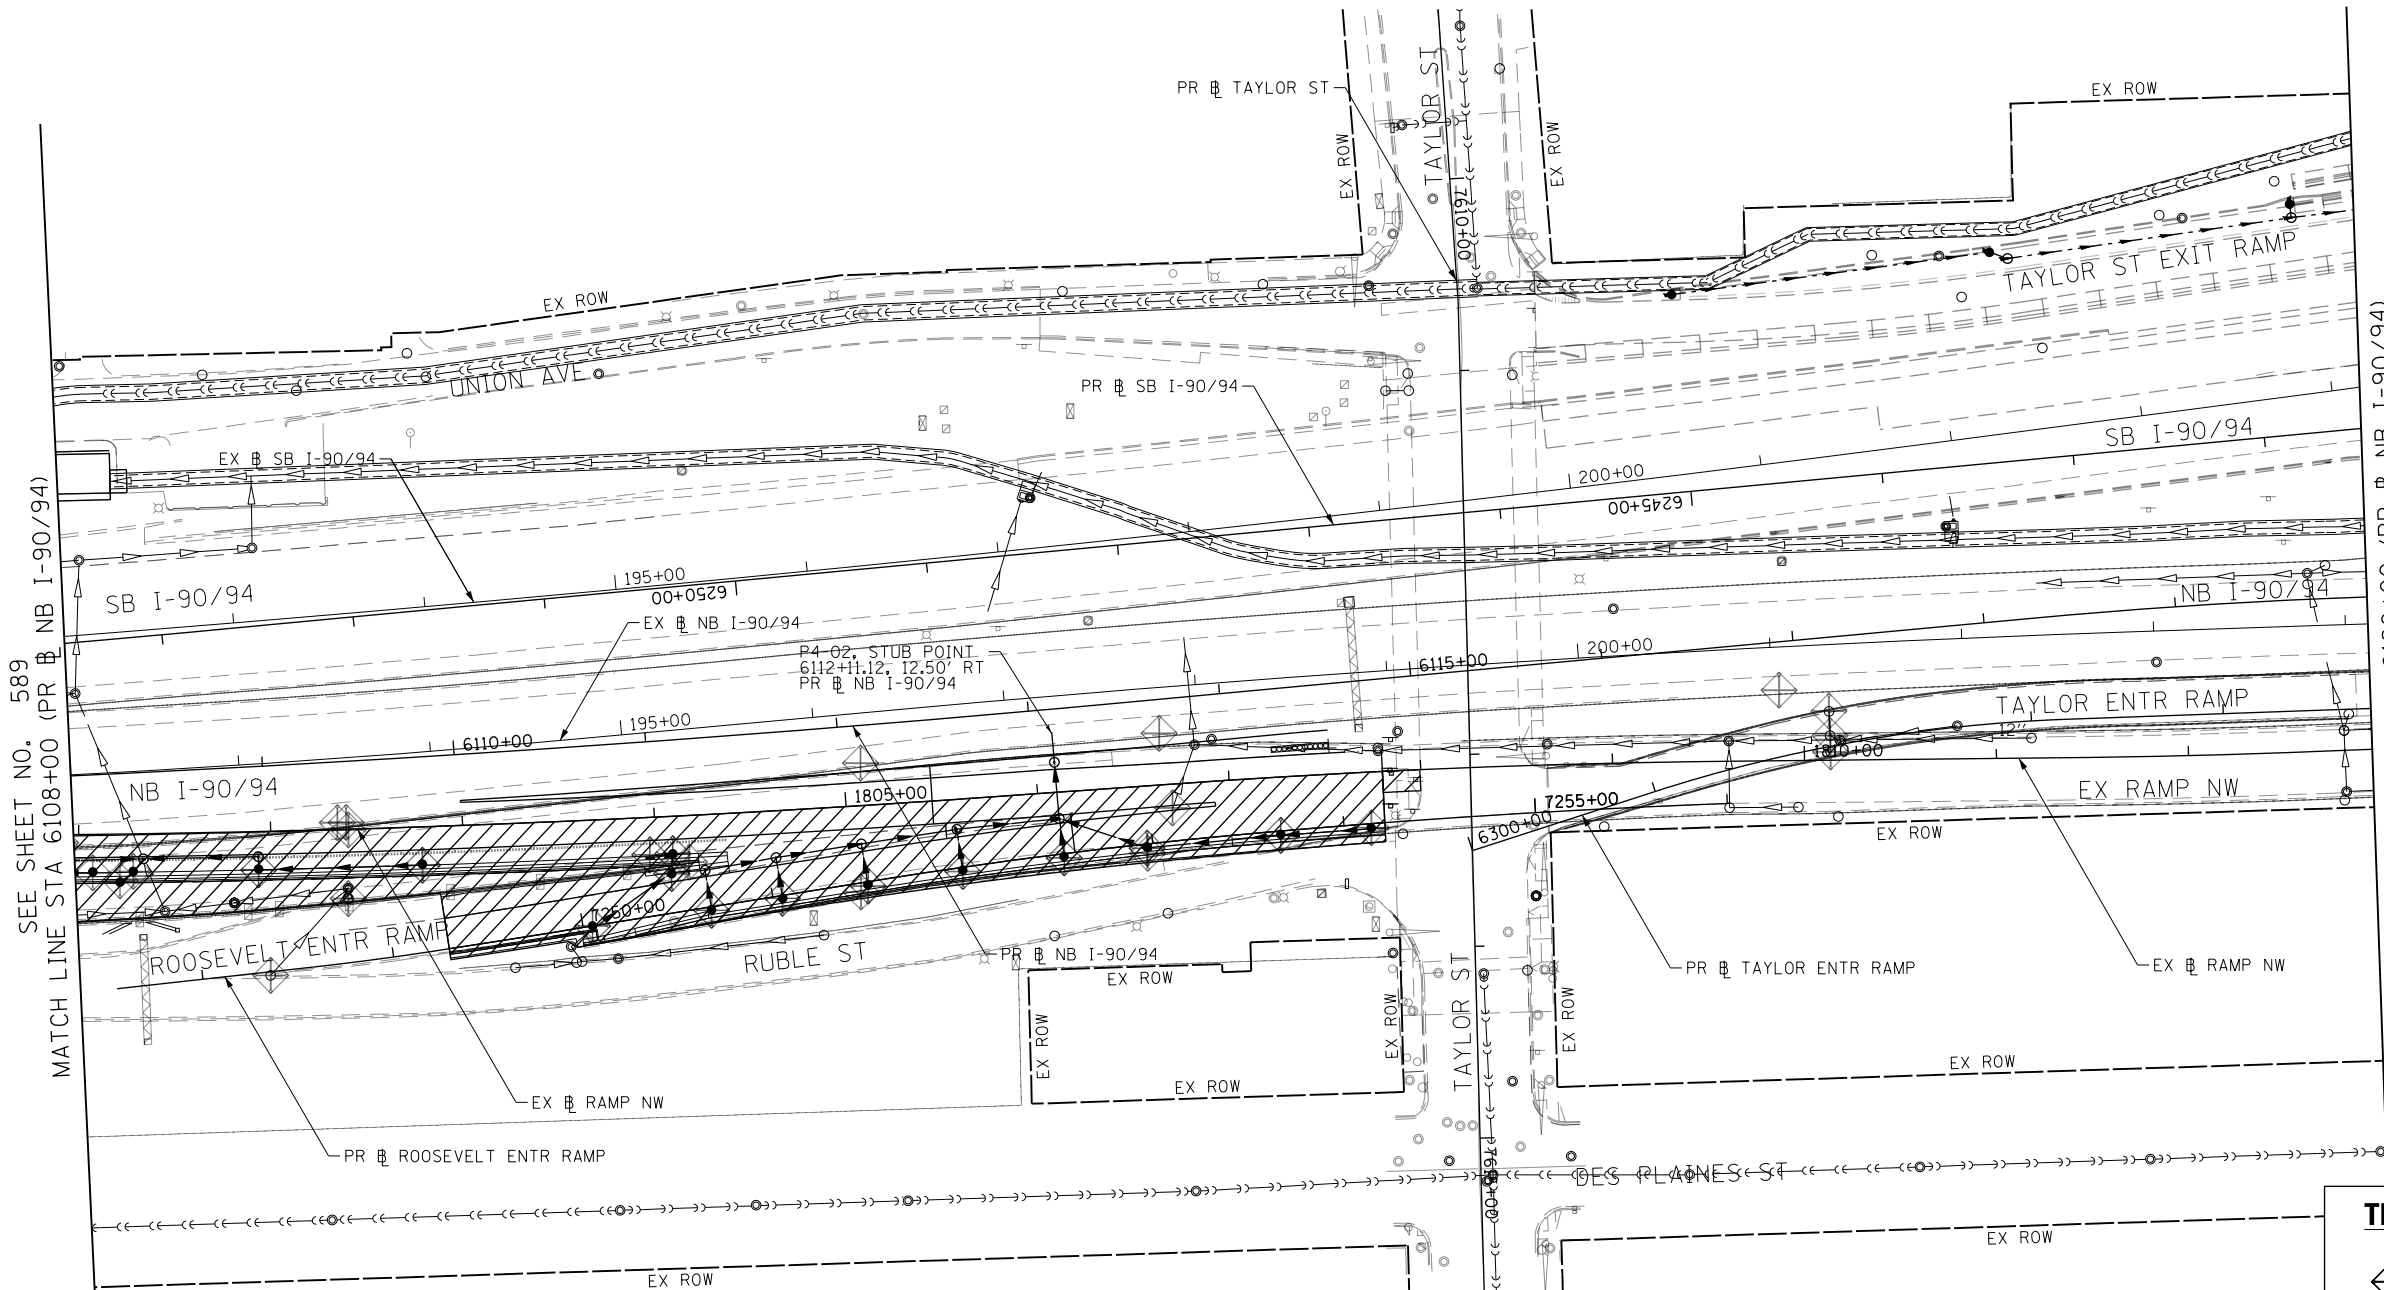 PR ⅊ TAYLOR ST
TAYLOR ST
EX ROW
EX ROW
EX ROW
7610+00
EX ROW
TAYLOR ST EXIT RAMP
UNION AVE
PR ⅊ SB I-90/94
EX ⅊ SB I-90/94
SB I-90/94
200+00
6245+00
SB I-90/94
195+00
6250+00
NB I-90/94
EX ⅊ NB I-90/94
P4-02, STUB POINT
6112+11.12, 12.50' RT
PR ⅊ NB I-90/94
200+00
6115+00
195+00
6110+00
TAYLOR ENTR RAMP
12"
1810+00
NB I-90/94
1805+00
7255+00
EX RAMP NW
EX ROW
6300+00
7250+00
ROOSEVELT ENTR RAMP
RUBLE ST
PR ⅊ NB I-90/94
EX ROW
TAYLOR ST
PR ⅊ TAYLOR ENTR RAMP
EX ⅊ RAMP NW
EX ROW
EX ROW
EX ROW
EX ROW
EX ROW
EX ⅊ RAMP NW
PR ⅊ ROOSEVELT ENTR RAMP
DES PLAINES ST
EX ROW
EX ROW
SEE SHEET NO. 589
MATCH LINE STA 6108+00 (PR ⅊ NB I-90/94)
(PR ⅊ NB I-90/94)